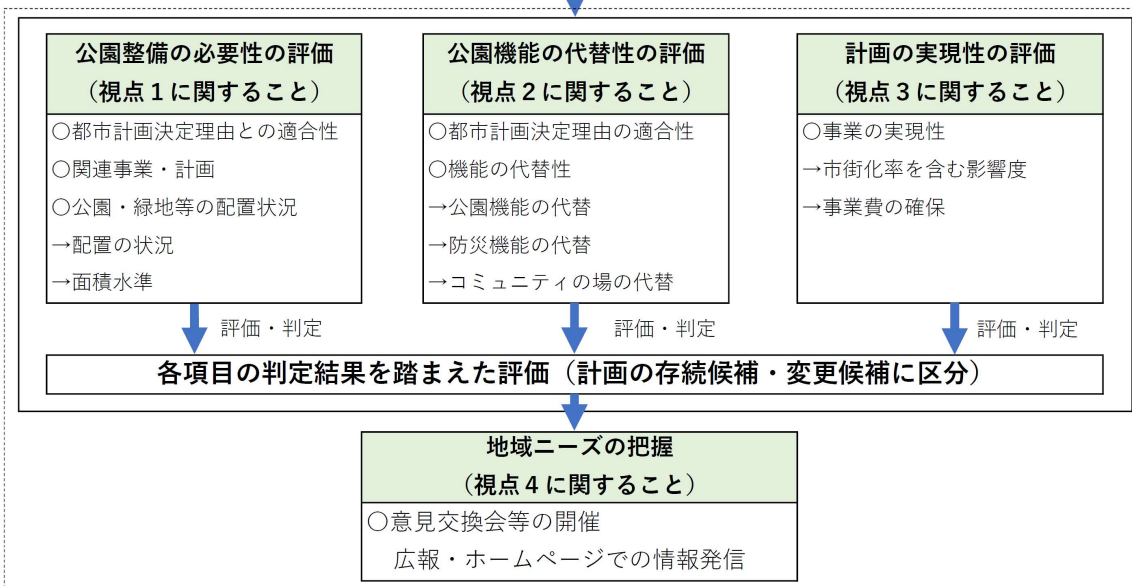 公園整備の必要性の評価
（視点１に関すること）
○都市計画決定理由との適合性
○関連事業・計画
○公園・緑地等の配置状況
→配置の状況
→面積水準
公園機能の代替性の評価
（視点２に関すること）
○都市計画決定理由の適合性
○機能の代替性
→公園機能の代替
→防災機能の代替
→コミュニティの場の代替
計画の実現性の評価
（視点３に関すること）
○事業の実現性
→市街化率を含む影響度
→事業費の確保
評価・判定
評価・判定
評価・判定
各項目の判定結果を踏まえた評価（計画の存続候補・変更候補に区分）
地域ニーズの把握
（視点４に関すること）
○意見交換会等の開催
広報・ホームページでの情報発信